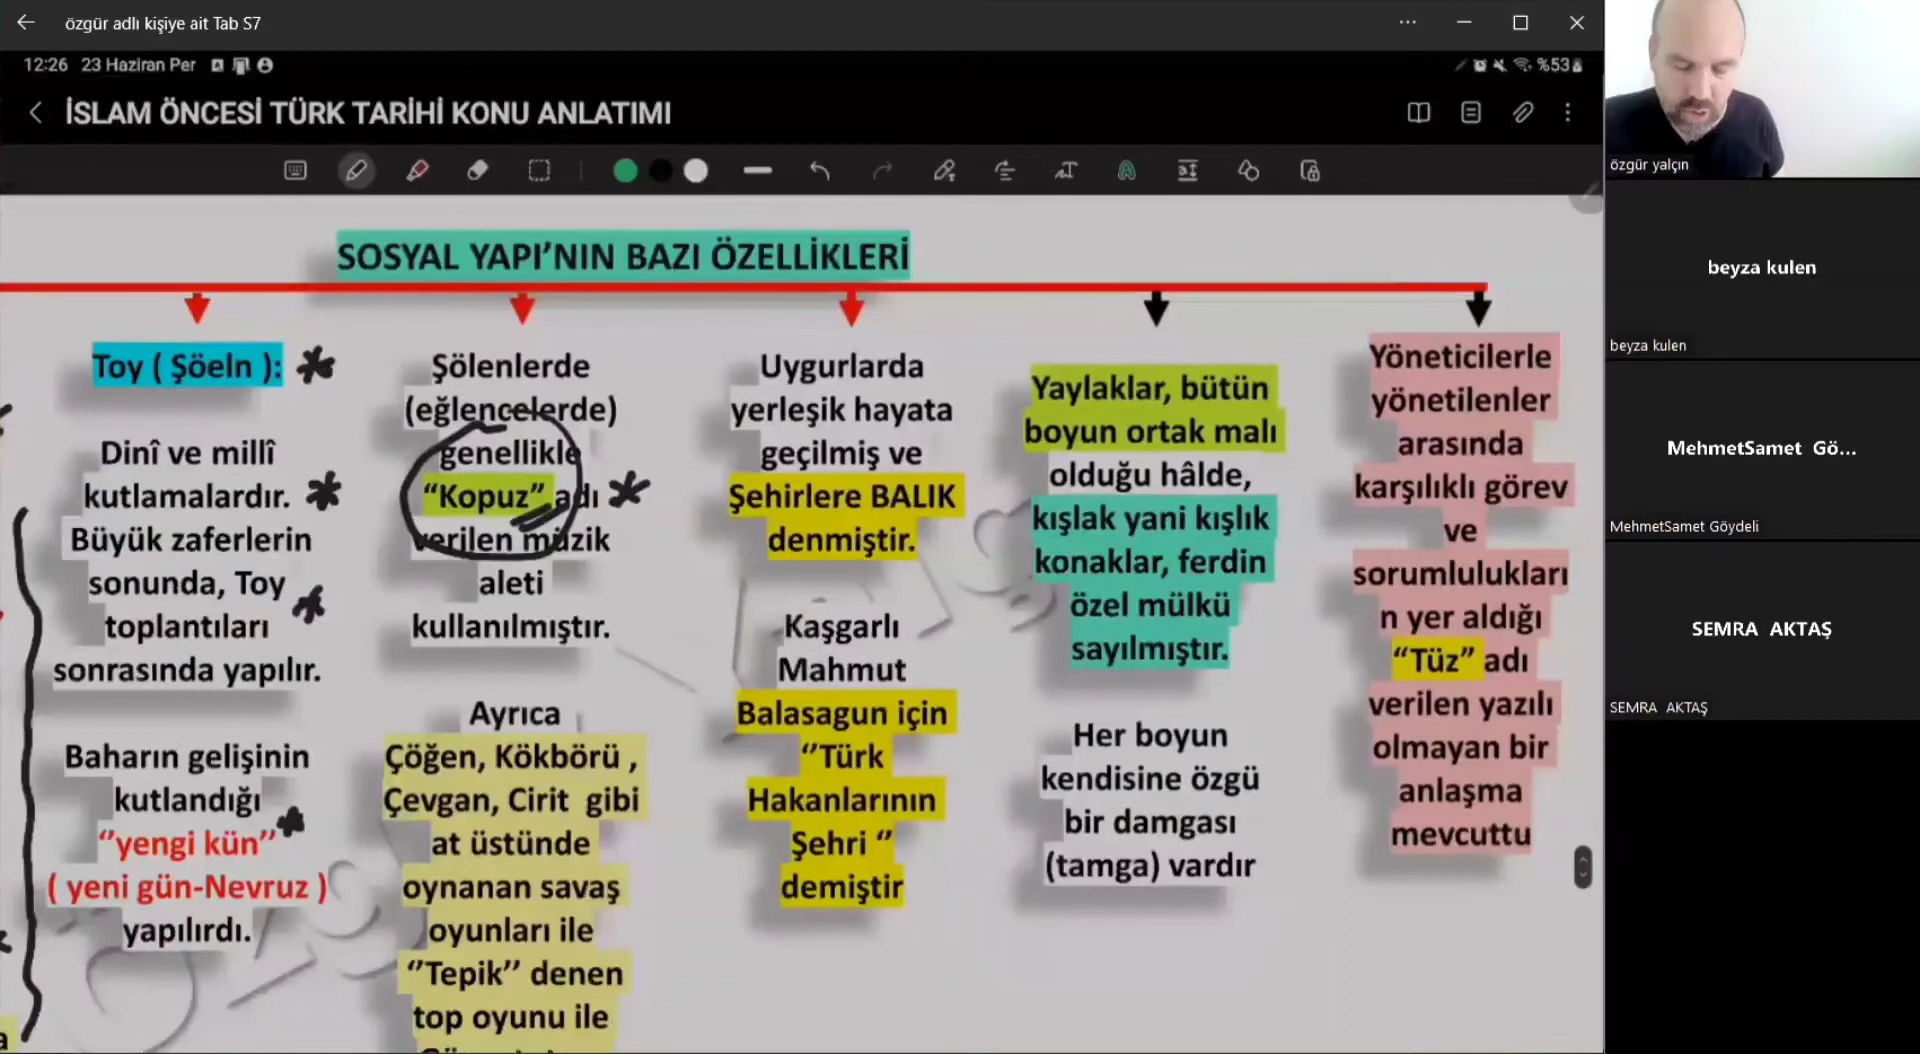 özgür adlı kişiye ait Tab S7
12:26 23 Haziran Per
%53
İSLAM ÖNCESİ TÜRK TARİHİ KONU ANLATIMI
SOSYAL YAPI’NIN BAZI ÖZELLİKLERİ
Toy ( Şöeln ):
Dinî ve millî
kutlamalardır.
Büyük zaferlerin
sonunda, Toy
toplantıları
sonrasında yapılır.
Baharın gelişinin
kutlandığı
‘’yengi kün’’
( yeni gün-Nevruz )
yapılırdı.
Şölenlerde
(eğlencelerde)
genellikle
“Kopuz” adı
verilen müzik
aleti
kullanılmıştır.
Ayrıca
Çöğen, Kökbörü ,
Çevgan, Cirit gibi
at üstünde
oynanan savaş
oyunları ile
‘’Tepik’’ denen
top oyunu ile
Uygurlarda
yerleşik hayata
geçilmiş ve
Şehirlere BALIK
denmiştir.
Kaşgarlı
Mahmut
Balasagun için
‘’Türk
Hakanlarının
Şehri ‘’
demiştir
Yaylaklar, bütün
boyun ortak malı
olduğu hâlde,
kışlak yani kışlık
konaklar, ferdin
özel mülkü
sayılmıştır.
Her boyun
kendisine özgü
bir damgası
(tamga) vardır
Yöneticilerle
yönetilenler
arasında
karşılıklı görev
ve
sorumlulukları
n yer aldığı
“Tüz” adı
verilen yazılı
olmayan bir
anlaşma
mevcuttu
özgür yalçın
beyza kulen
beyza kulen
MehmetSamet Gö...
MehmetSamet Göydeli
SEMRA AKTAŞ
SEMRA AKTAŞ